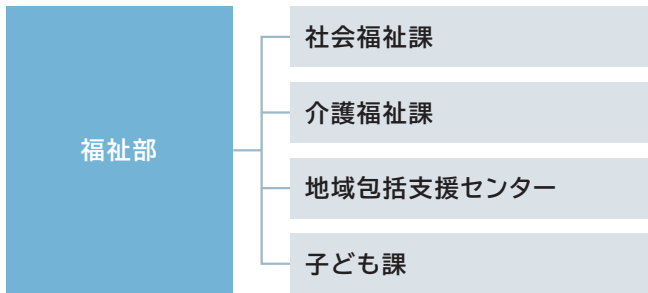 福祉部
社会福祉課
介護福祉課
地域包括支援センター
子ども課